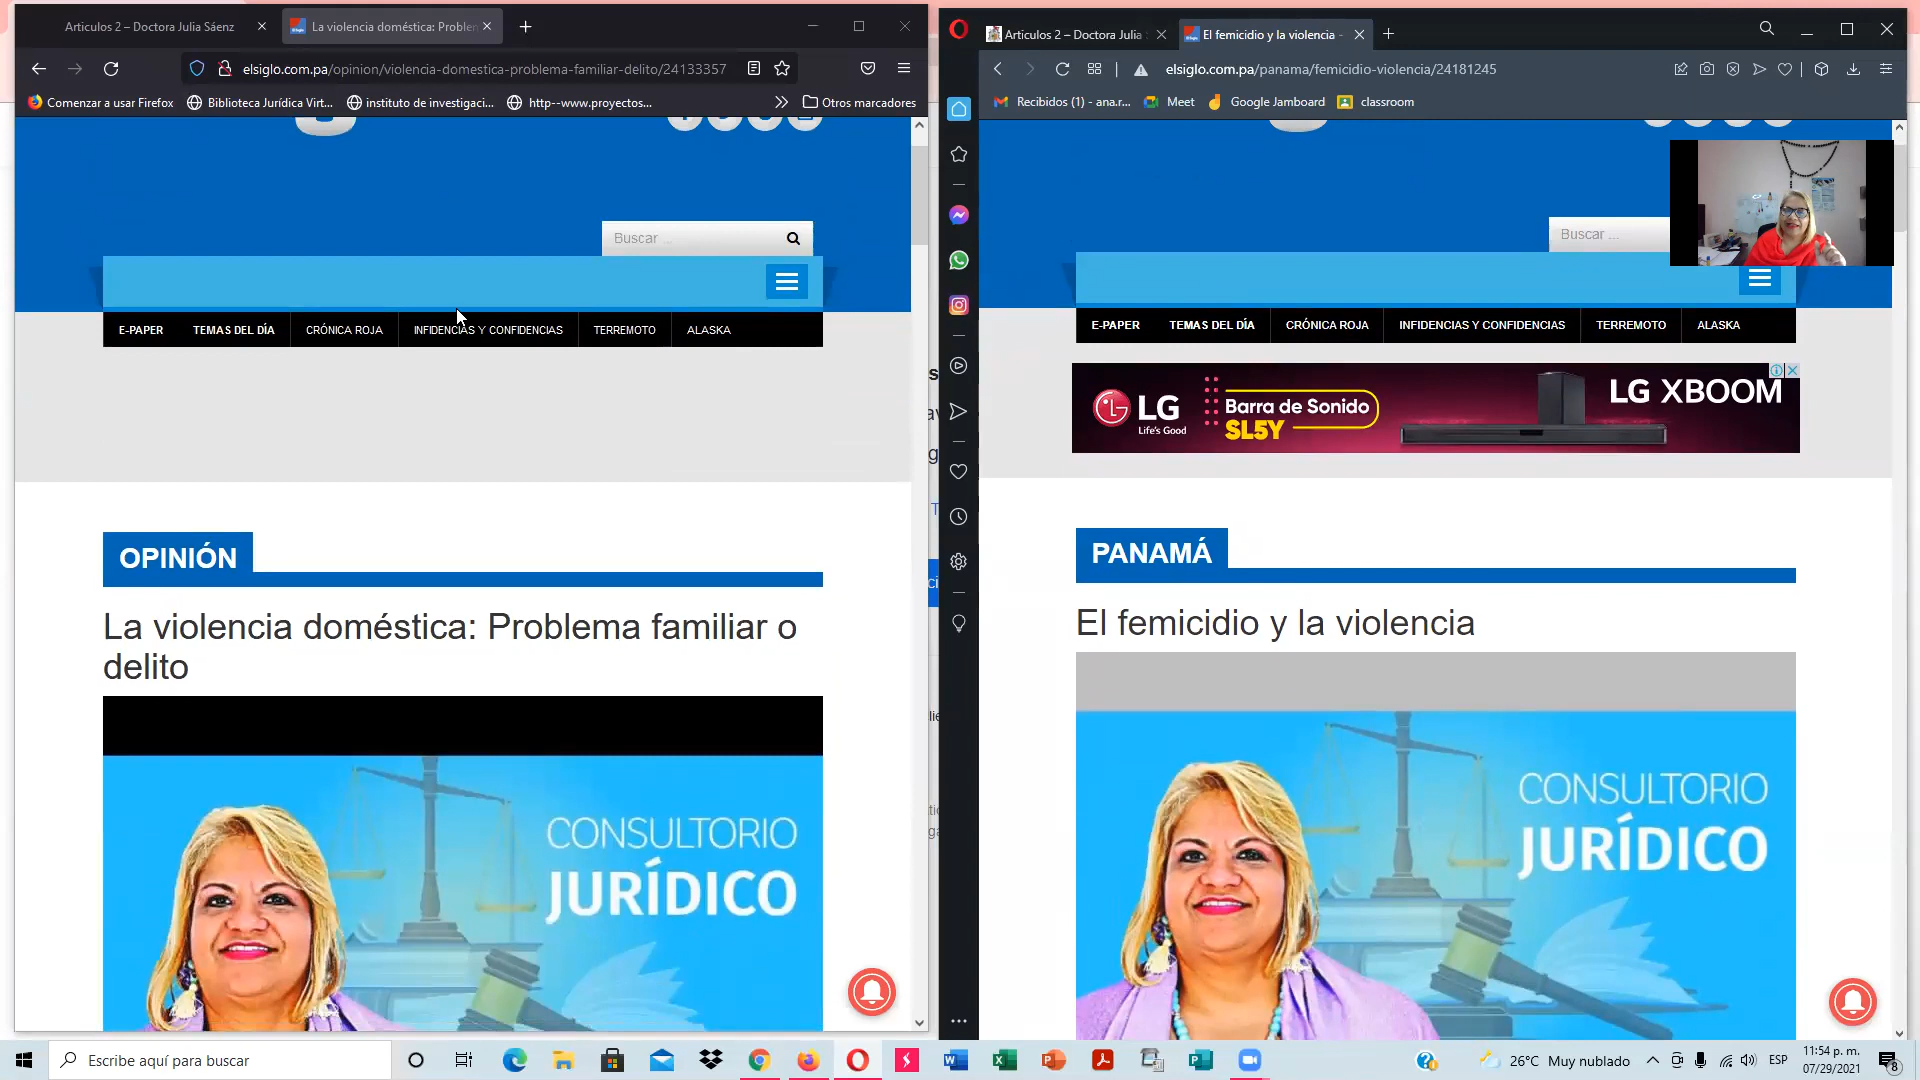 Articulos 2 – Doctora Julia Sáenz
La violencia doméstica: Problem
elsiglo.com.pa/opinion/violencia-domestica-problema-familiar-delito/24133357
Comenzar a usar Firefox
Biblioteca Jurídica Virt...
instituto de investigaci...
http--www.proyectos...
Otros marcadores
Buscar ...
E-PAPER
TEMAS DEL DÍA
CRÓNICA ROJA
INFIDENCIAS Y CONFIDENCIAS
TERREMOTO
ALASKA
OPINIÓN
La violencia doméstica: Problema familiar o
delito
CONSULTORIO
JURÍDICO
Articulos 2 – Doctora Julia
El femicidio y la violencia -
elsiglo.com.pa/panama/femicidio-violencia/24181245
Recibidos (1) - ana.r...
Meet
Google Jamboard
classroom
Buscar ...
E-PAPER
TEMAS DEL DÍA
CRÓNICA ROJA
INFIDENCIAS Y CONFIDENCIAS
TERREMOTO
ALASKA
LG
Life's Good
Barra de Sonido
SL5Y
LG XBOOM
PANAMÁ
El femicidio y la violencia
CONSULTORIO
JURÍDICO
Escribe aquí para buscar
26°C Muy nublado
ESP
11:54 p. m.
07/29/2021
8